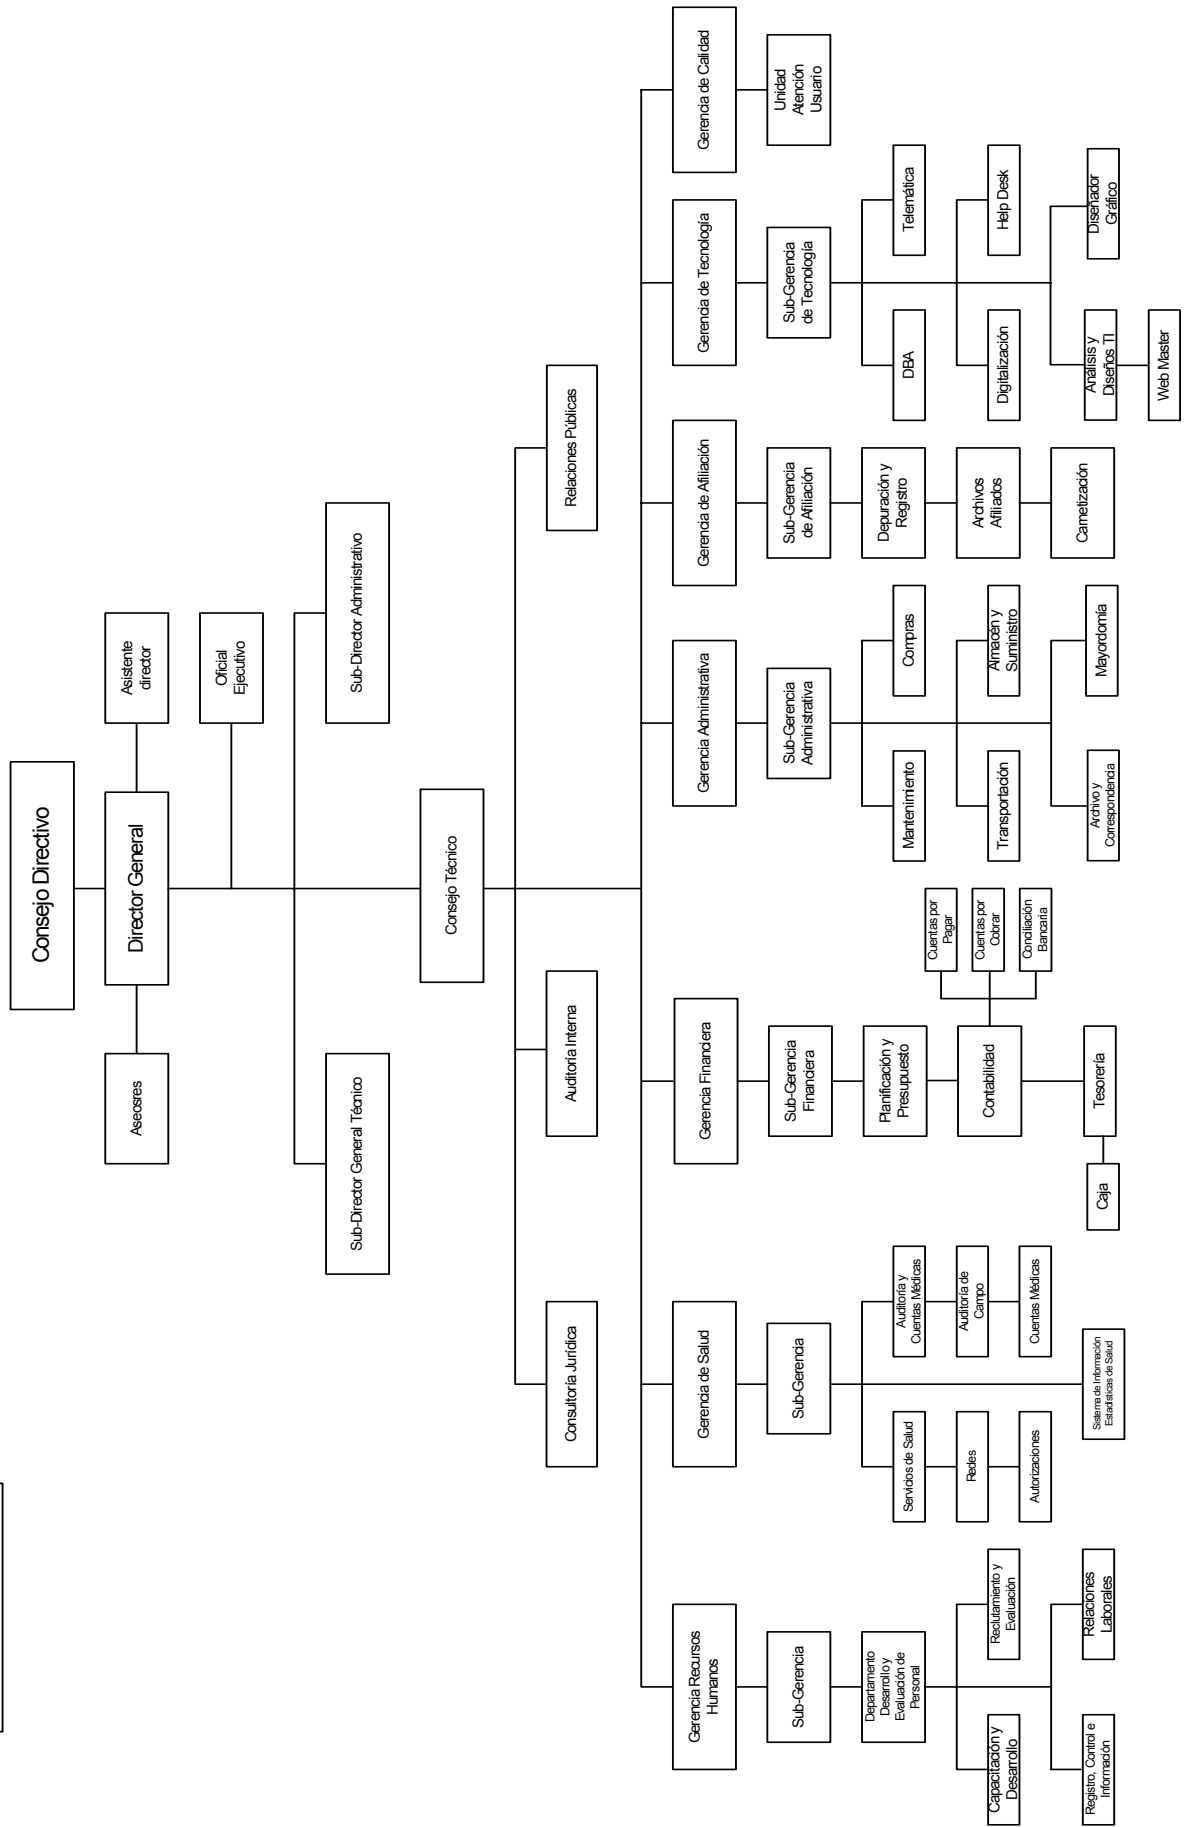 Consejo Directivo
Aseosres
Director General
Asistente
director
Oficial
Ejecutivo
Sub-Director General Técnico
Sub-Director Administrativo
Consejo Técnico
Consultoría Jurídica
Auditoría Interna
Relaciones Públicas
Gerencia Recursos
Humanos
Gerencia de Salud
Gerencia Financiera
Gerencia Administrativa
Gerencia de Afiliación
Gerencia de Tecnología
Gerencia de Calidad
Sub-Gerencia
Sub-Gerencia
Sub-Gerencia
Financiera
Sub-Gerencia
Administrativa
Sub-Gerencia
de Afiliación
Sub-Gerencia
de Tecnología
Unidad
Atención
Usuario
Departamento
Desarrollo y
Evaluación de
Personal
Servicios de Salud
Auditoría y
Cuentas Médicas
Planificación y
Presupuesto
Cuentas por
Pagar
Mantenimiento
Compras
Depuración y
Registro
DBA
Telemática
Capacitación y
Desarrollo
Reclutamiento y
Evaluación
Redes
Auditoría de
Campo
Contabilidad
Cuentas por
Cobrar
Transportación
Almacén y
Suministro
Archivos
Afiliados
Digitalización
Help Desk
Autorizaciones
Cuentas Médicas
Conciliación
Bancaria
Registro, Control e
Información
Relaciones
Laborales
Sistema de Información
Estadísticas de Salud
Caja
Tesorería
Archivo y
Correspondencia
Mayordomía
Carnetización
Análisis y
Diseños TI
Diseñador
Gráfico
Web Master